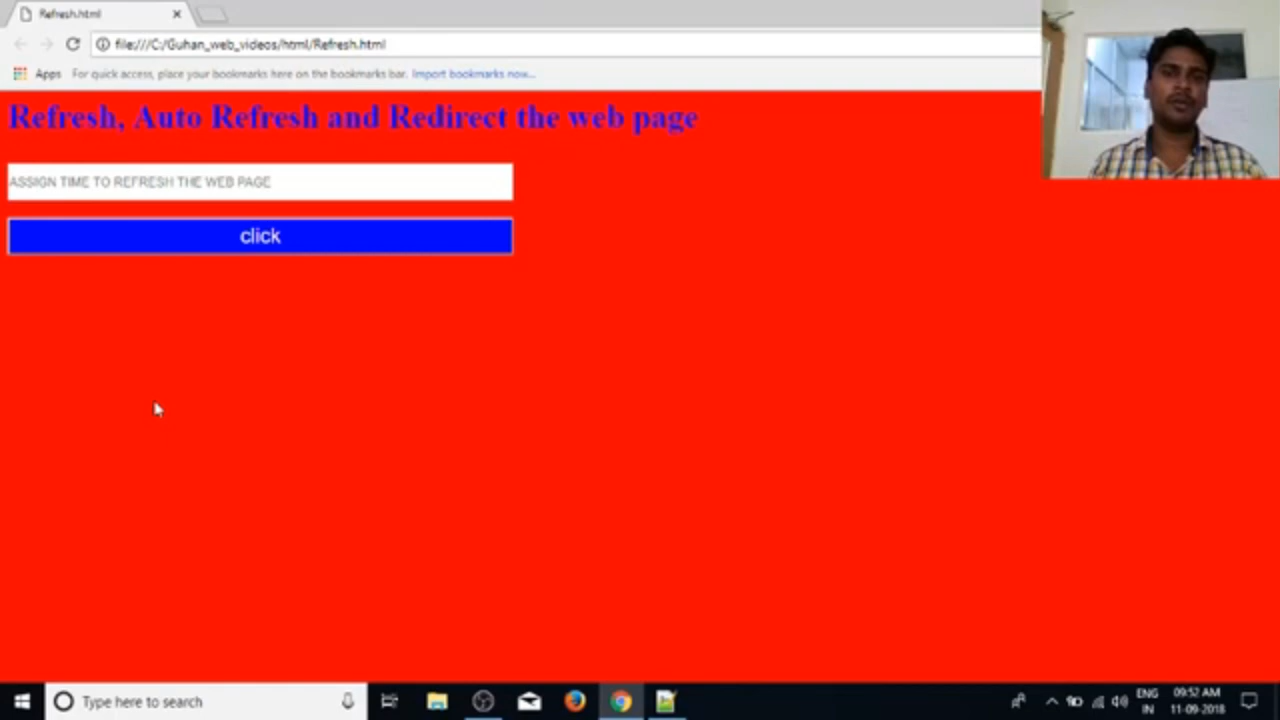 Refresh.html
file:///C:/Guhan_web_videos/html/Refresh.html
Apps For quick access, place your bookmarks here on the bookmarks bar. Import bookmarks now...
Refresh, Auto Refresh and Redirect the web page
ASSIGN TIME TO REFRESH THE WEB PAGE
click
Type here to search
ENG 09:52 AM
IN 11-09-2018